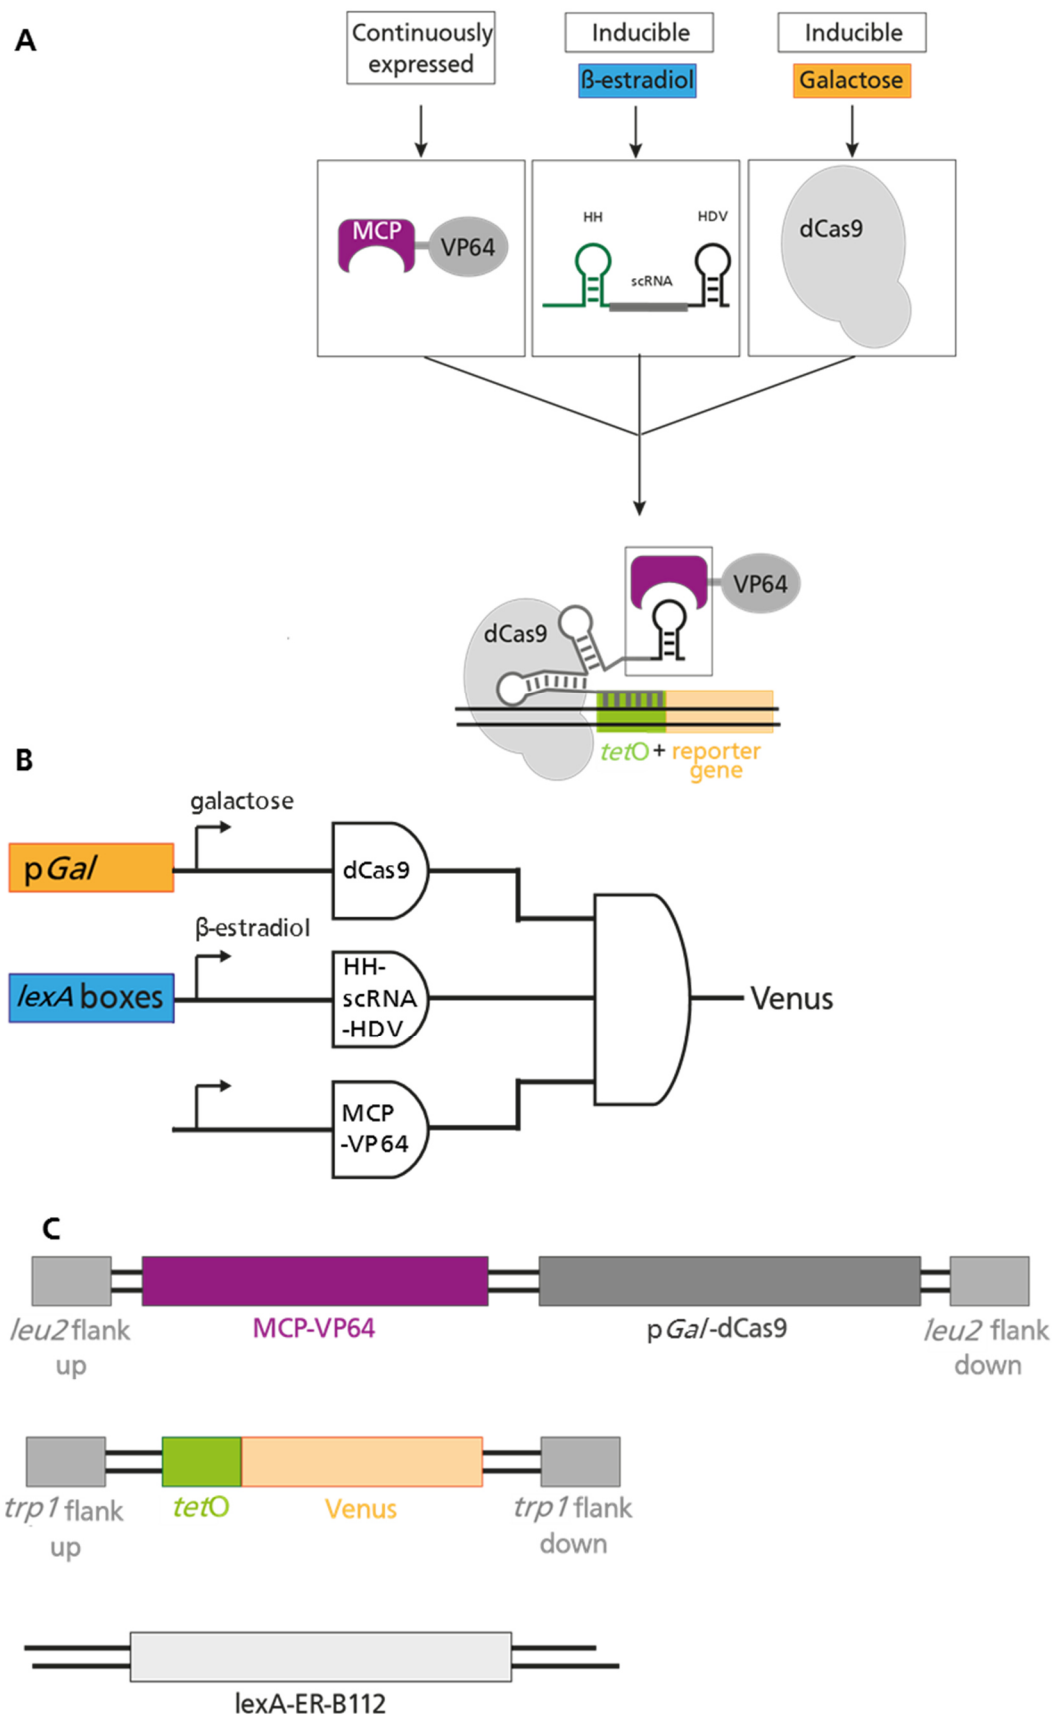 A
Continuously
expressed
Inducible
ß-estradiol
Inducible
Galactose
MCP
VP64
HH
HDV
scRNA
dCas9
VP64
dCas9
tetO + reporter
gene
B
galactose
pGal
dCas9
β-estradiol
lexA boxes
HH-
scRNA
-HDV
Venus
MCP
-VP64
C
leu2 flank
up
MCP-VP64
pGal-dCas9
leu2 flank
down
trp1 flank
up
tetO
Venus
trp1 flank
down
lexA-ER-B112